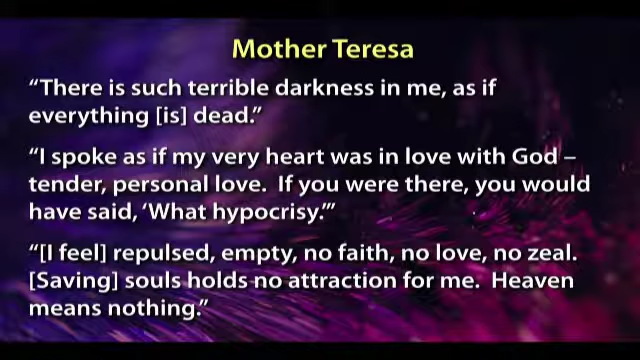 Mother Teresa
“There is such terrible darkness in me, as if
everything [is] dead.”
“I spoke as if my very heart was in love with God –
tender, personal love.  If you were there, you would
have said, ‘What hypocrisy.’”
“[I feel] repulsed, empty, no faith, no love, no zeal.
[Saving] souls holds no attraction for me.  Heaven
means nothing.”